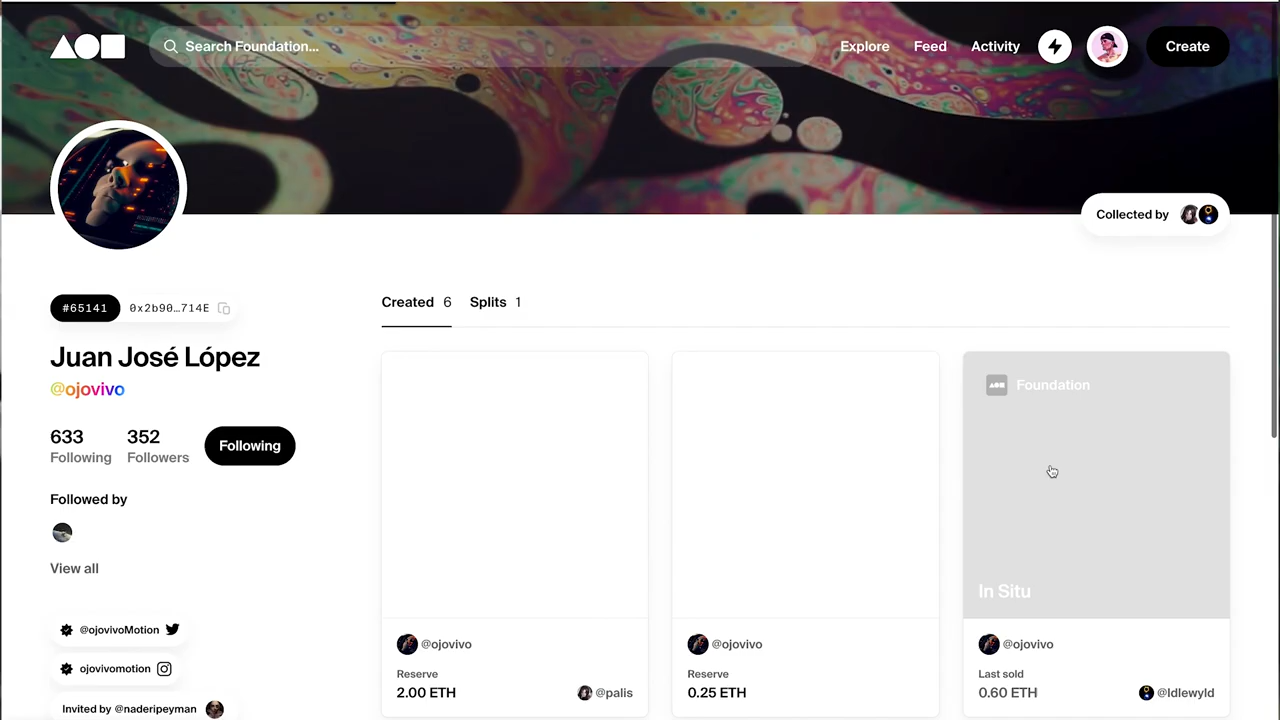 Search Foundation...
Explore
Feed
Activity
Create
Collected by
#65141
0x2b90…714E
Juan José López
@ojovivo
633
Following
352
Followers
Following
Followed by
View all
@ojovivoMotion
ojovivomotion
Invited by @naderipeyman
Created 6
Splits 1
@ojovivo
Reserve
2.00 ETH
@palis
@ojovivo
Reserve
0.25 ETH
Foundation
In Situ
@ojovivo
Last sold
0.60 ETH
@Idlewyld